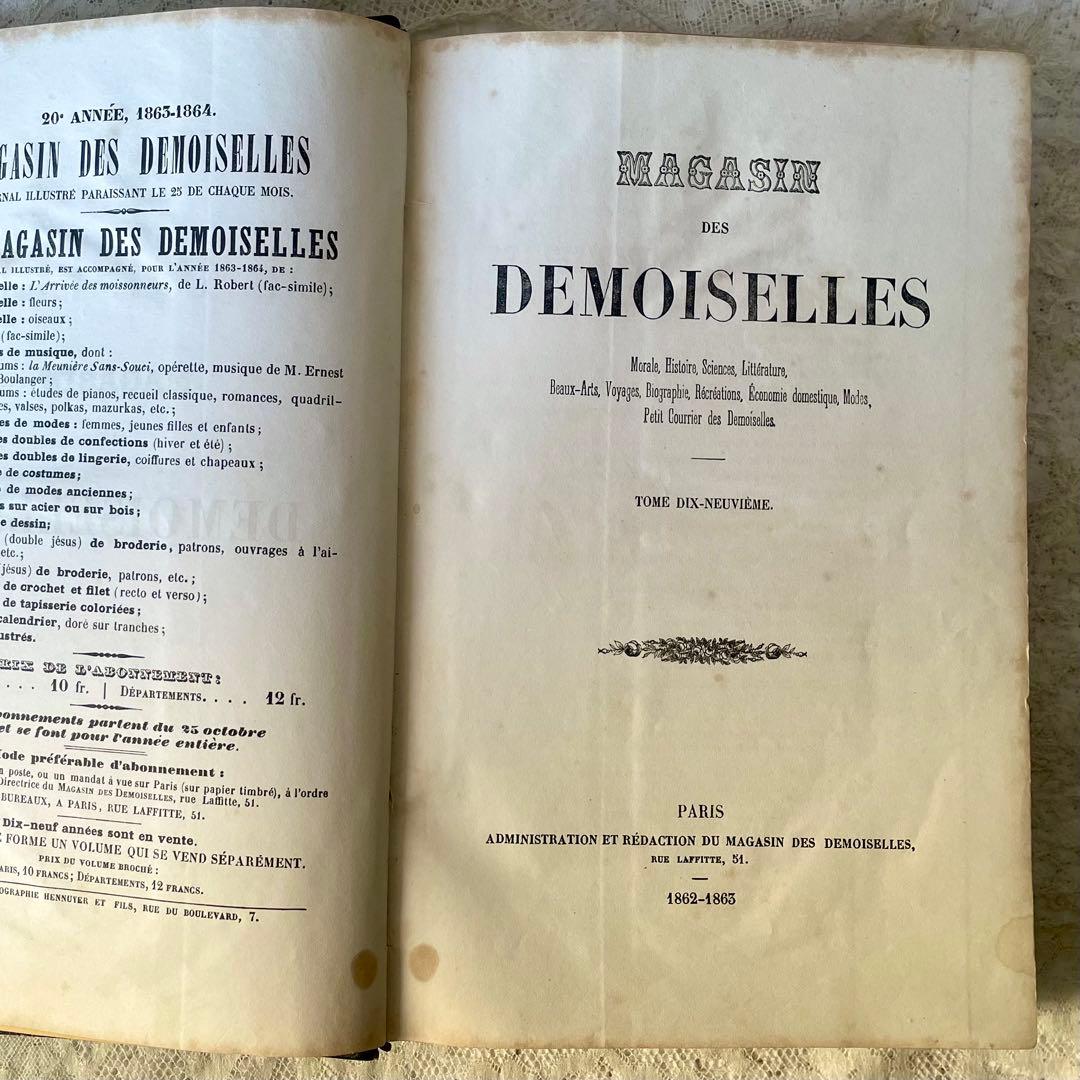 20e ANNÉE, 1863-1864.
GASIN DES DEMOISELLES
RNAL ILLUSTRÉ PARAISSANT LE 25 DE CHAQUE MOIS.
AGASIN DES DEMOISELLES
L ILLUSTRÉ, EST ACCOMPAGNÉ, POUR L'ANNÉE 1863-1864, DE :
elle : L'Arrivée des moissonneurs, de L. Robert (fac-simile);
elle : fleurs;
elle : oiseaux;
(fac-simile);
s de musique, dont :
ums : la Meunière Sans-Souci, opérette, musique de M. Ernest
Boulanger;
ums : études de pianos, recueil classique, romances, quadril-
es, valses, polkas, mazurkas, etc.;
es de modes : femmes, jeunes filles et enfants;
es doubles de confections (hiver et été);
es doubles de lingerie, coiffures et chapeaux;
e de costumes;
de modes anciennes;
s sur acier ou sur bois;
e dessin;
(double jésus) de broderie, patrons, ouvrages à l'ai-
etc.;
jésus) de broderie, patrons, etc.;
de crochet et filet (recto et verso);
de tapisserie coloriées;
calendrier, doré sur tranches;
ustrés.
RIX DE L'ABONNEMENT:
. . . . 10 fr. | DÉPARTEMENTS. . . . 12 fr.
bonnements partent du 25 octobre
et se font pour l'année entière.
ode préférable d'abonnement :
n poste, ou un mandat à vue sur Paris (sur papier timbré), à l'ordre
Directrice du MAGASIN DES DEMOISELLES, rue Laffitte, 51.
BUREAUX, A PARIS, RUE LAFFITTE, 51.
Dix-neuf années sont en vente.
E FORME UN VOLUME QUI SE VEND SÉPARÉMENT.
PRIX DU VOLUME BROCHÉ :
ARIS, 10 FRANCS; DÉPARTEMENTS, 12 FRANCS.
OGRAPHIE HENNUYER ET FILS, RUE DU BOULEVARD, 7.
MAGASIN
DES
DEMOISELLES
Morale, Histoire, Sciences, Littérature,
Beaux-Arts, Voyages, Biographie, Récréations, Économie domestique, Modes,
Petit Courrier des Demoiselles.
TOME DIX-NEUVIÈME.
PARIS
ADMINISTRATION ET RÉDACTION DU MAGASIN DES DEMOISELLES,
RUE LAFFITTE, 51.
1862-1863